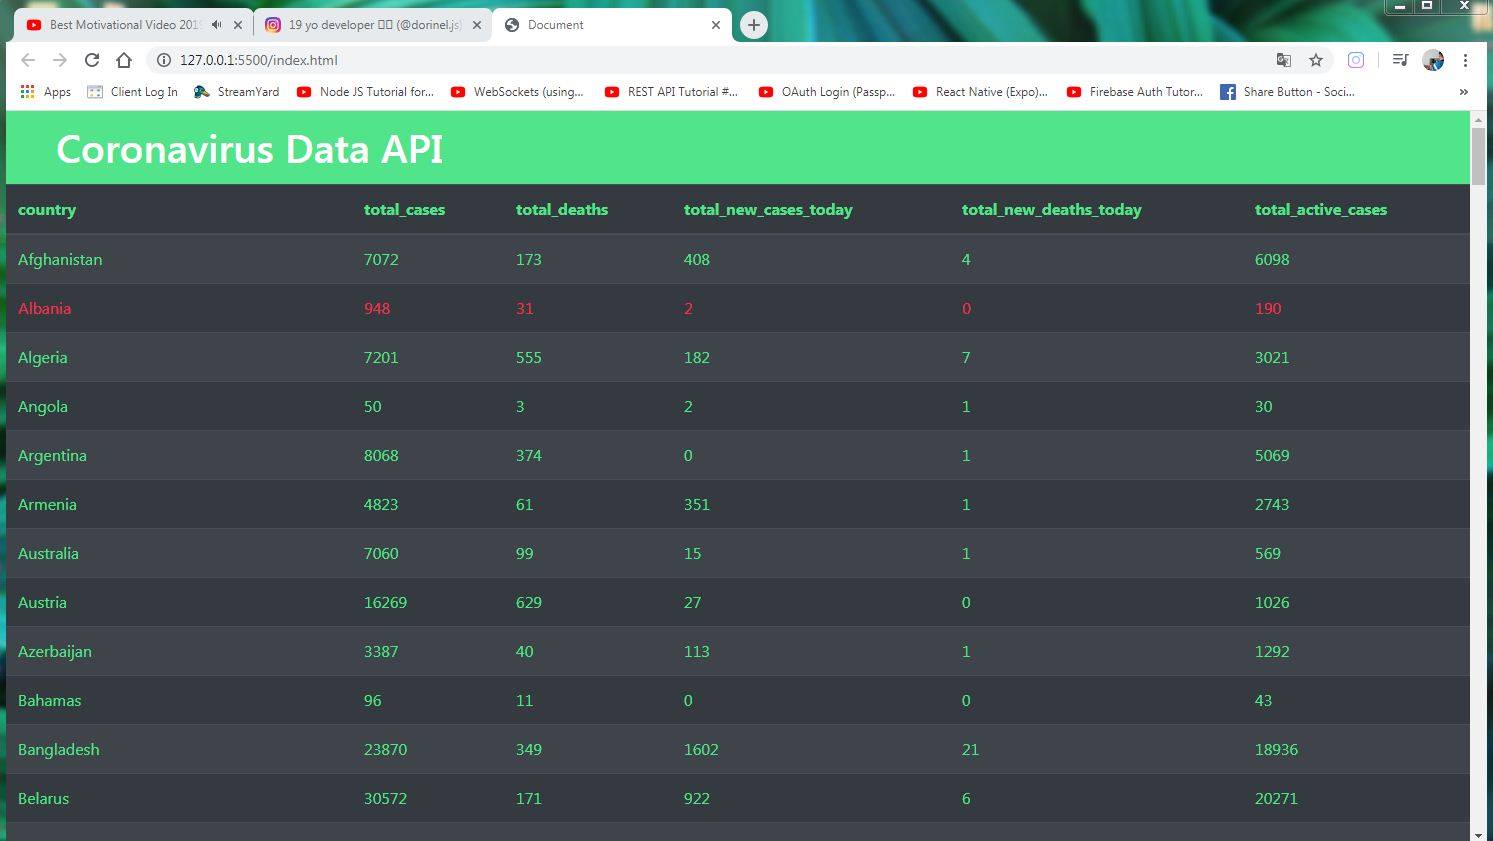 Best Motivational Video 201
19 yo developer (@dorinel.js)
Document
127.0.0.1:5500/index.html
Apps
Client Log In
StreamYard
Node JS Tutorial for...
WebSockets (using...
REST API Tutorial #...
OAuth Login (Passp...
React Native (Expo)...
Firebase Auth Tutor...
Share Button - Soci...
»
Coronavirus Data API
country total_cases total_deaths total_new_cases_today total_new_deaths_today total_active_cases
Afghanistan 7072 173 408 4 6098
Albania 948 31 2 0 190
Algeria 7201 555 182 7 3021
Angola 50 3 2 1 30
Argentina 8068 374 0 1 5069
Armenia 4823 61 351 1 2743
Australia 7060 99 15 1 569
Austria 16269 629 27 0 1026
Azerbaijan 3387 40 113 1 1292
Bahamas 96 11 0 0 43
Bangladesh 23870 349 1602 21 18936
Belarus 30572 171 922 6 20271